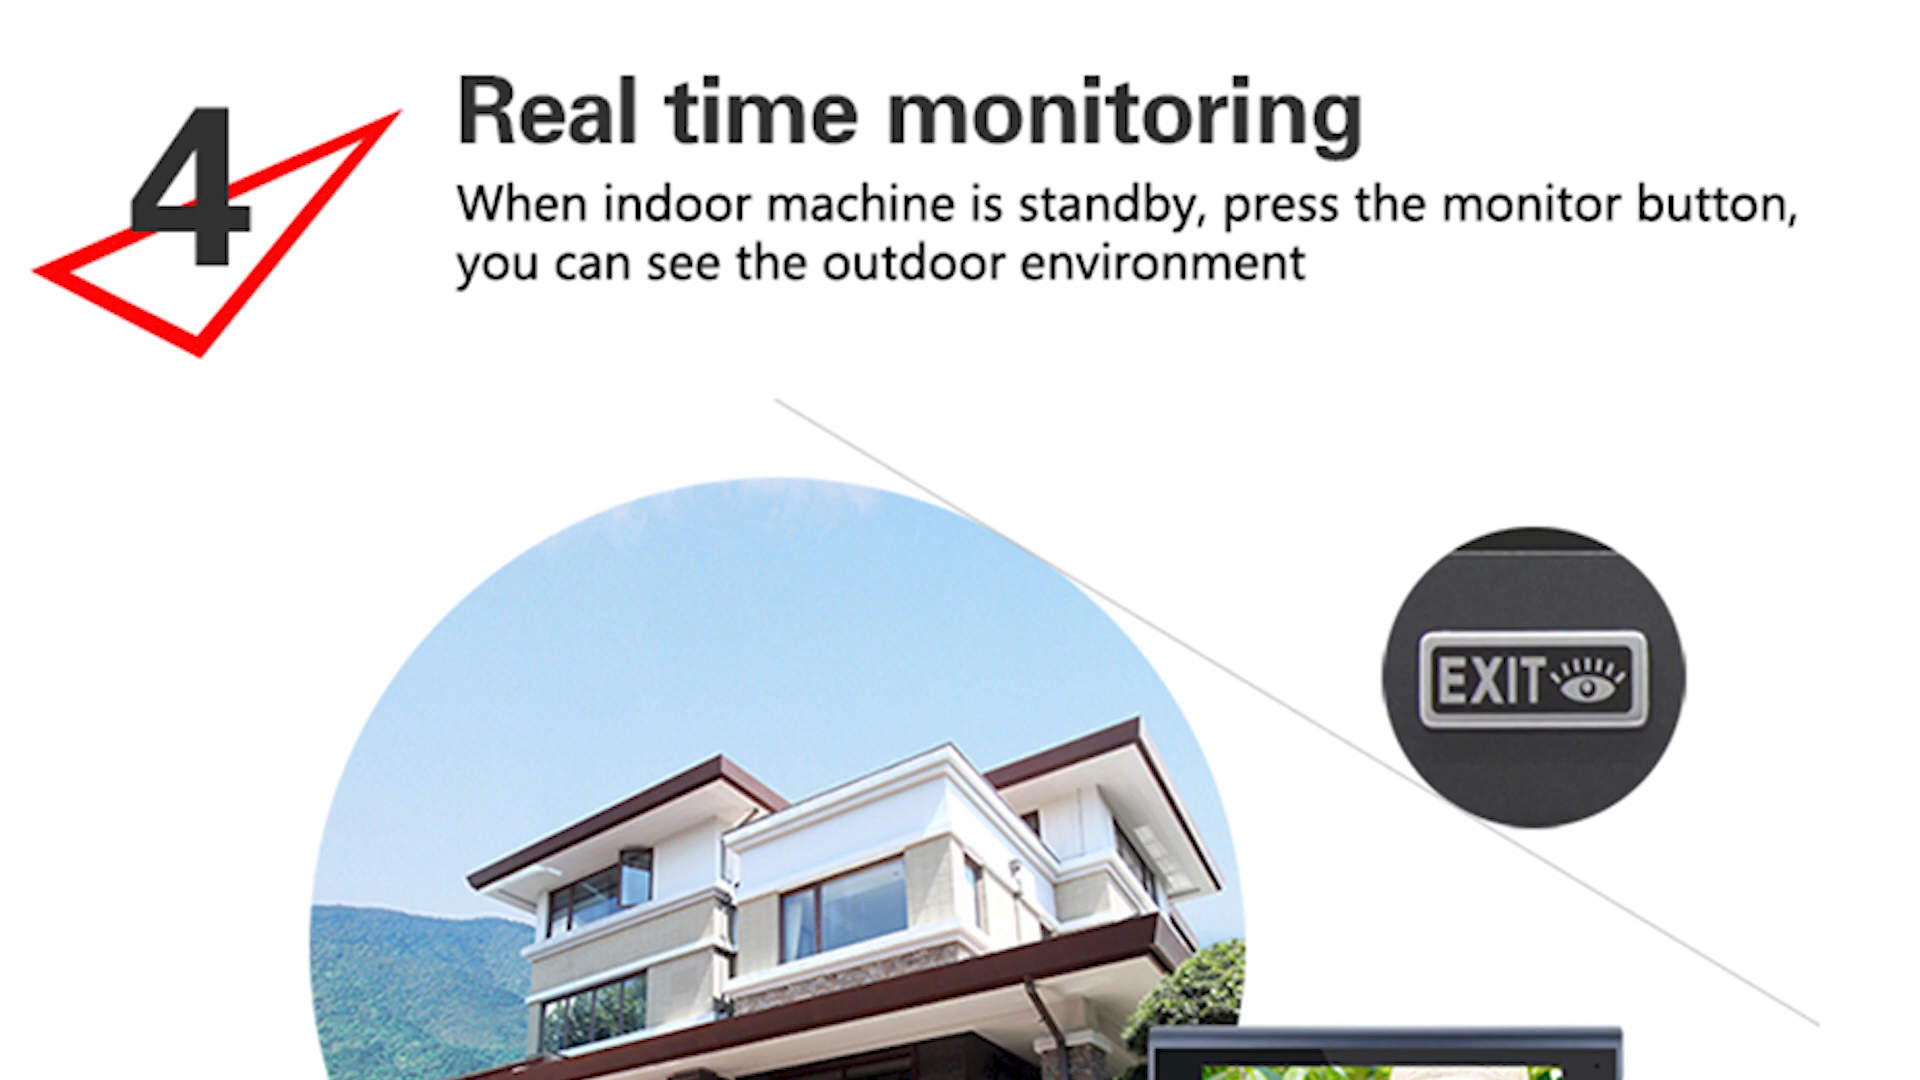 4
Real time monitoring
When indoor machine is standby, press the monitor button,
you can see the outdoor environment
EXIT